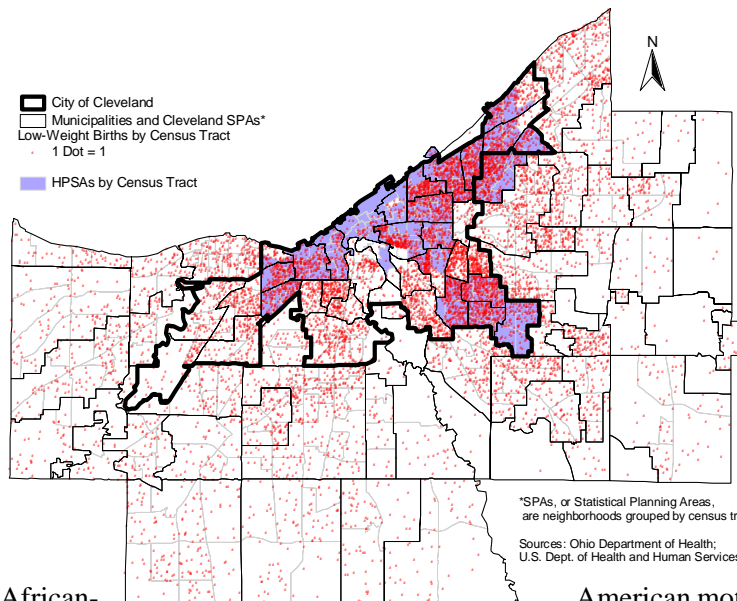 N
City of Cleveland
Municipalities and Cleveland SPAs*
Low-Weight Births by Census Tract
1 Dot = 1
HPSAs by Census Tract
*SPAs, or Statistical Planning Areas,
are neighborhoods grouped by census
Sources: Ohio Department of Health;
U.S. Dept. of Health and Human Services
African-
American